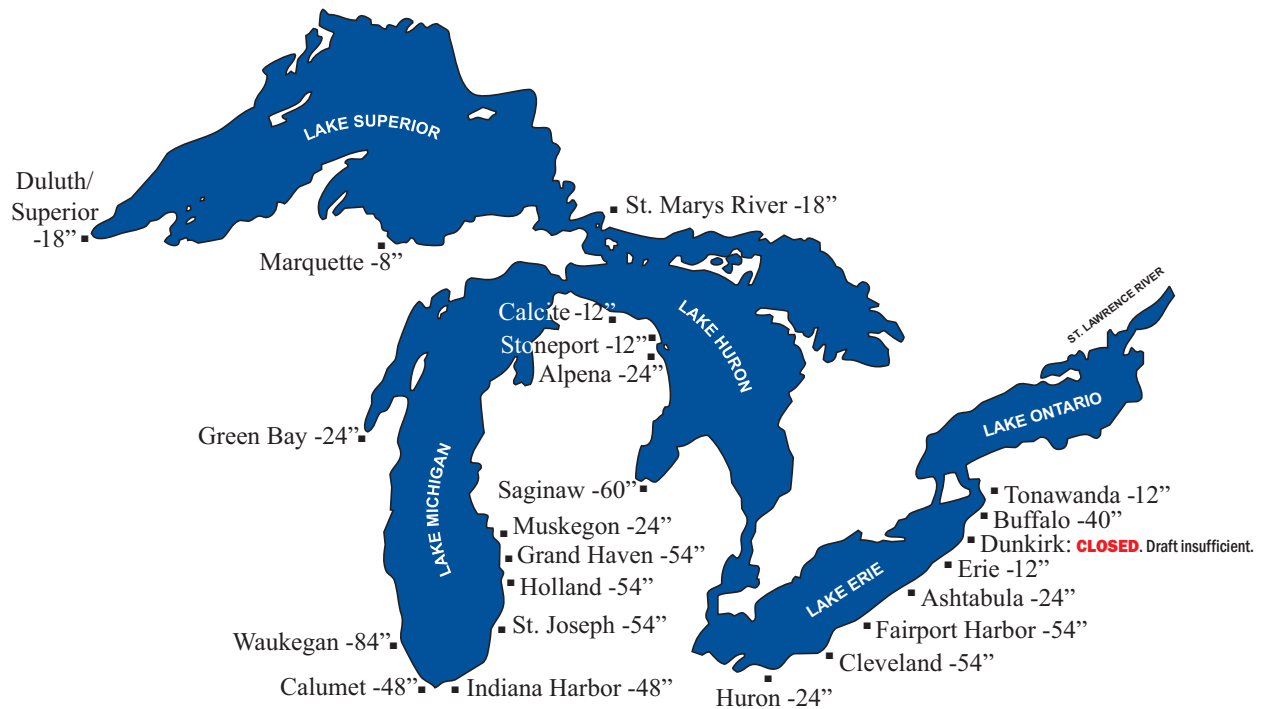 LAKE SUPERIOR
Duluth/
Superior
-18”
St. Marys River -18”
Marquette -8”
ST. LAWRENCE RIVER
Calcite -12”
LAKE HURON
Stoneport -12”
Alpena -24”
LAKE ONTARIO
Green Bay -24”
LAKE MICHIGAN
Saginaw -60”
Tonawanda -12”
Buffalo -40”
Muskegon -24”
Dunkirk: CLOSED. Draft insufficient.
Grand Haven -54”
Erie -12”
Holland -54”
LAKE ERIE
Ashtabula -24”
St. Joseph -54”
Fairport Harbor -54”
Waukegan -84”
Cleveland -54”
Calumet -48”
Indiana Harbor -48”
Huron -24”